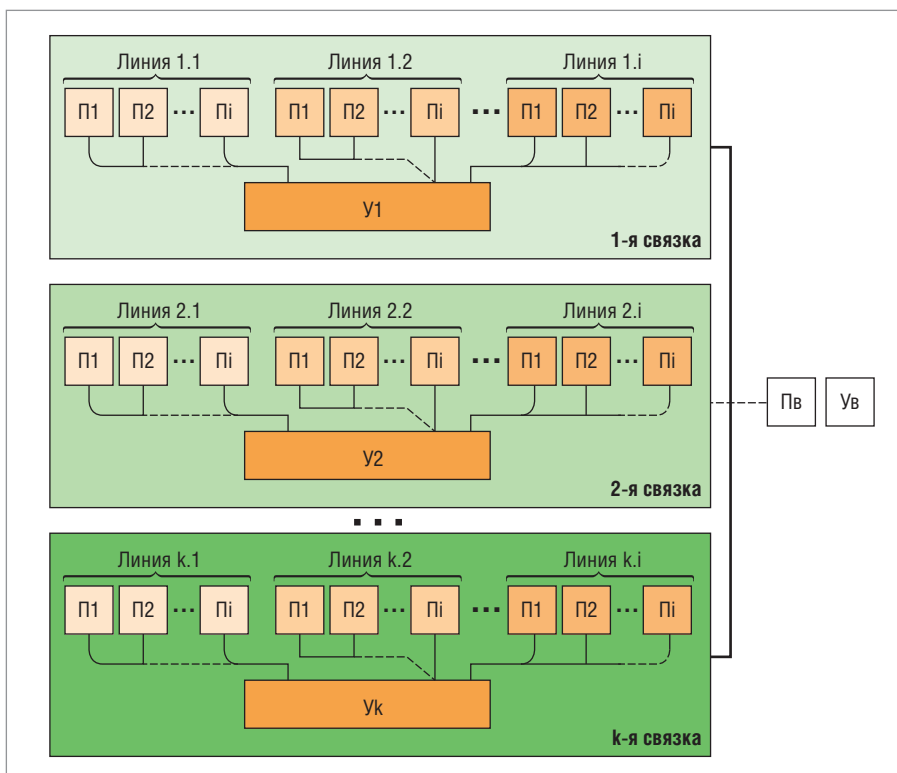 Линия 1.1 Линия 1.2 Линия 1.i
П1 П2 ... Пi П1 П2 ... Пi ... П1 П2 ... Пi
У1
1-я связка
Линия 2.1 Линия 2.2 Линия 2.i
П1 П2 ... Пi П1 П2 ... Пi ... П1 П2 ... Пi
Пв Ув
У2
2-я связка
...
Линия k.1 Линия k.2 Линия k.i
П1 П2 ... Пi П1 П2 ... Пi ... П1 П2 ... Пi
Уk
k-я связка